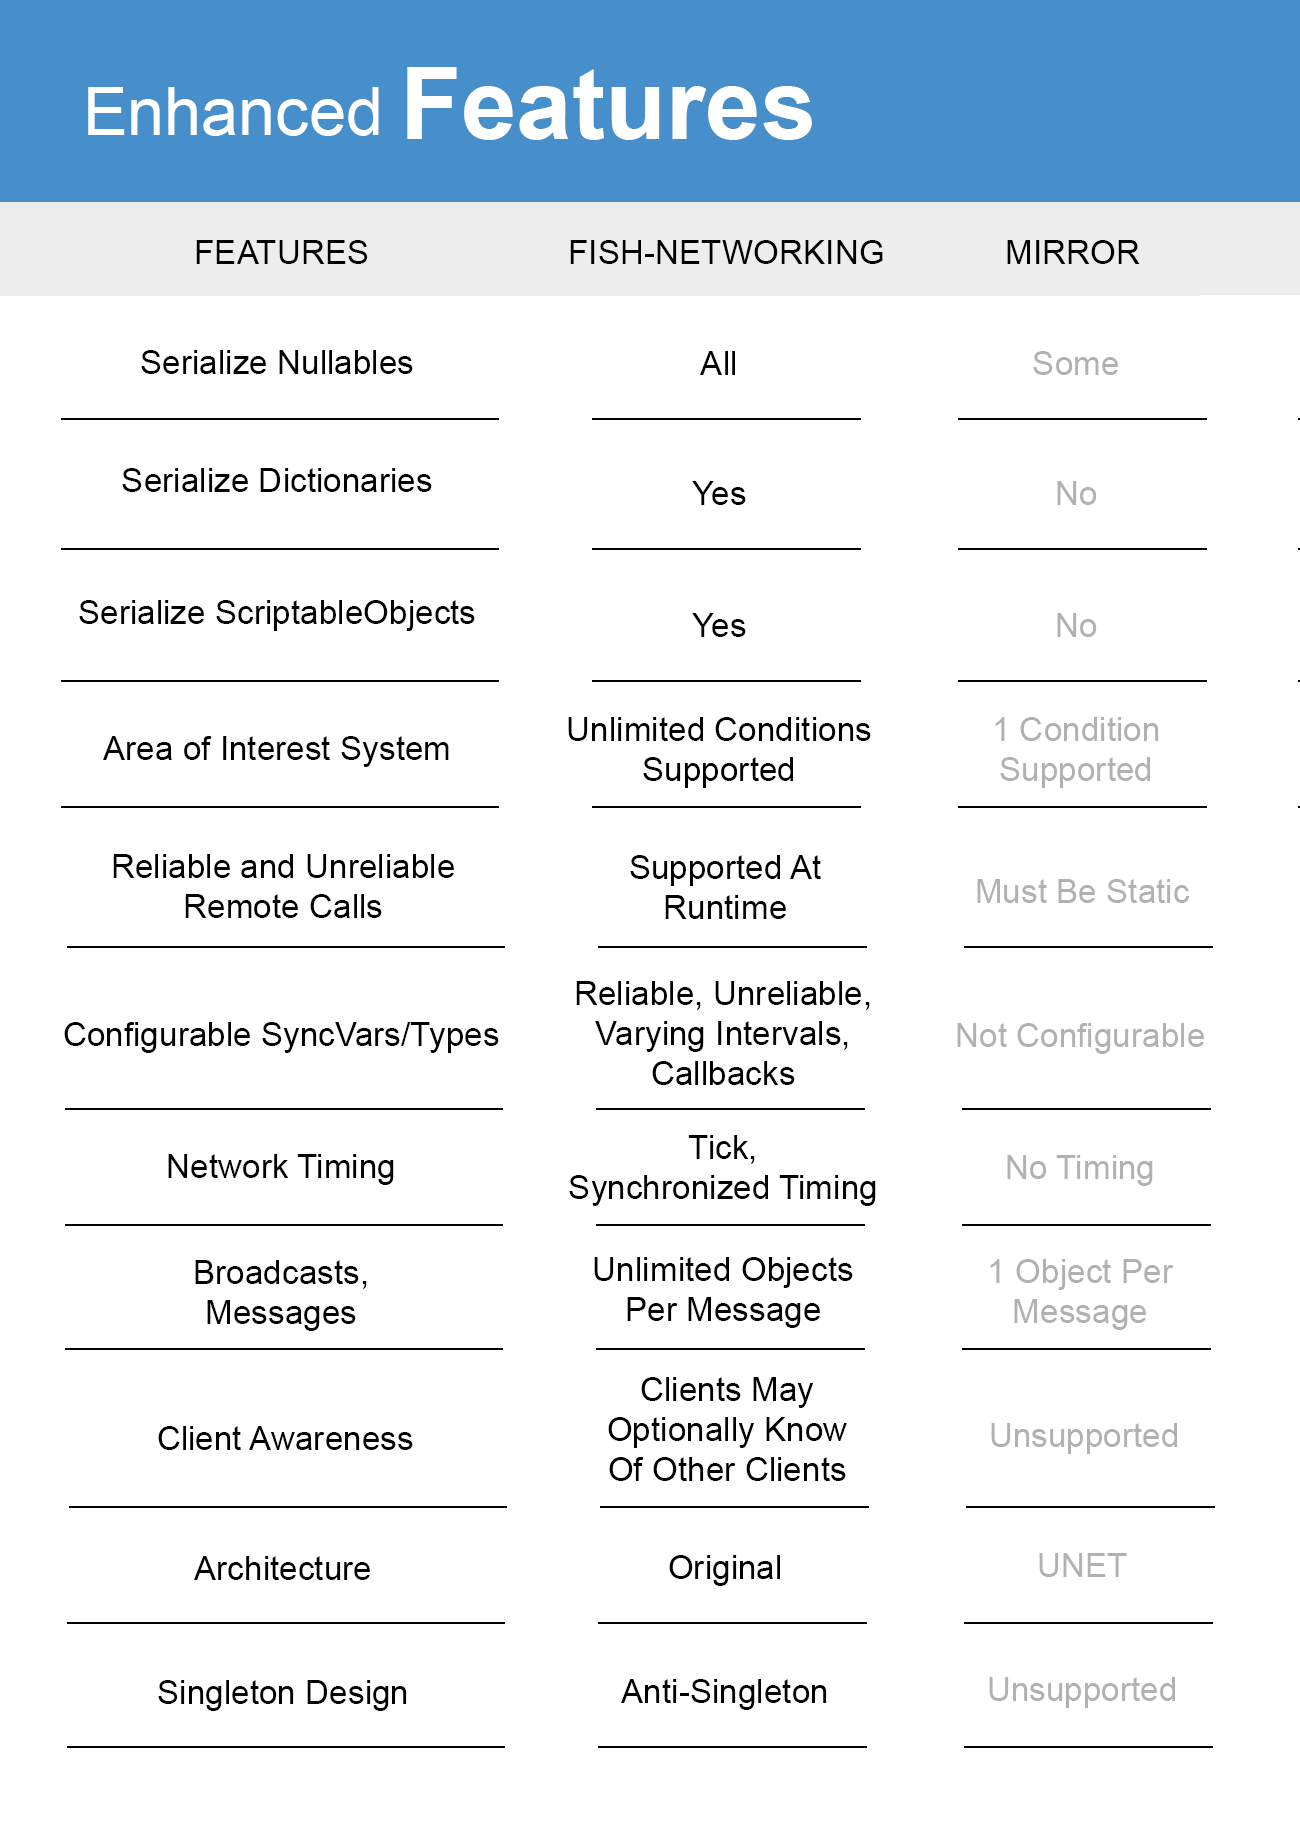 Enhanced Features
FEATURES FISH-NETWORKING MIRROR
Serialize Nullables All Some
Serialize Dictionaries Yes No
Serialize ScriptableObjects Yes No
Area of Interest System
Unlimited Conditions
Supported
1 Condition
Supported
Reliable and Unreliable
Remote Calls
Supported At
Runtime
Must Be Static
Configurable SyncVars/Types
Reliable, Unreliable,
Varying Intervals,
Callbacks
Not Configurable
Network Timing
Tick,
Synchronized Timing
No Timing
Broadcasts,
Messages
Unlimited Objects
Per Message
1 Object Per
Message
Client Awareness
Clients May
Optionally Know
Of Other Clients
Unsupported
Architecture Original UNET
Singleton Design Anti-Singleton Unsupported